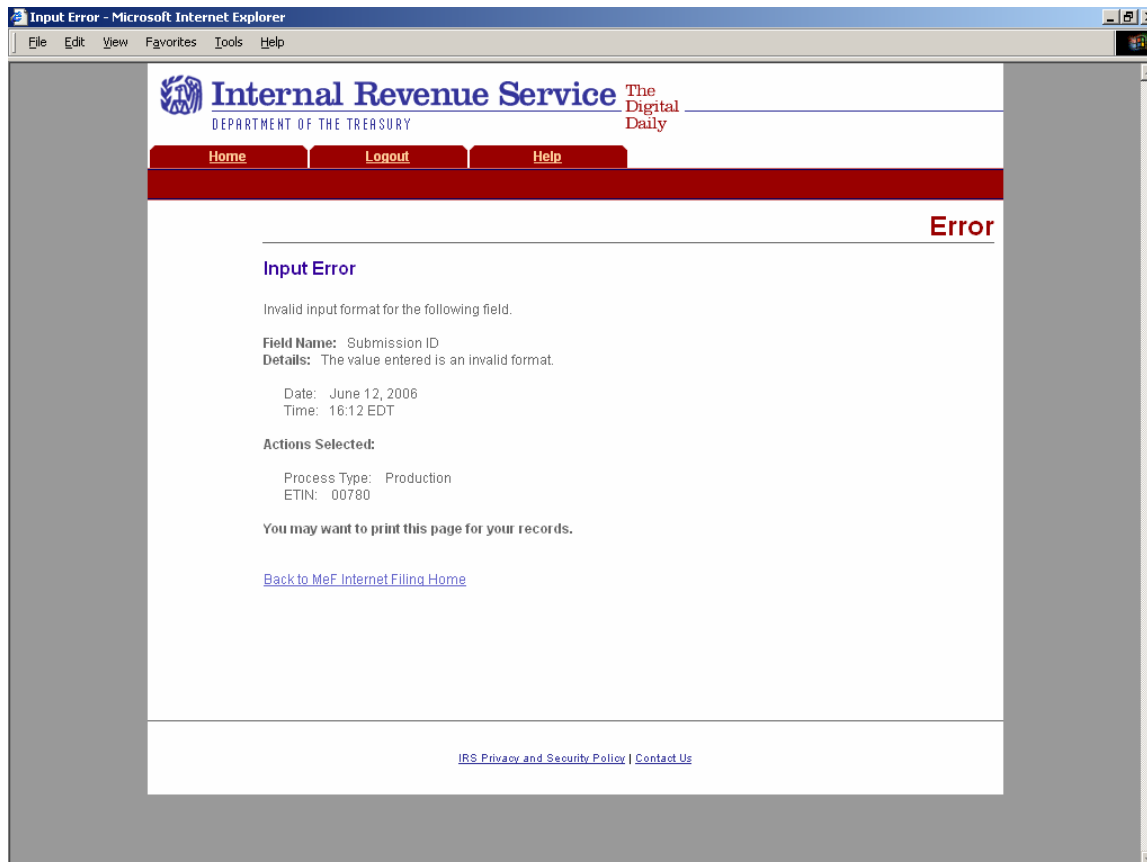 Input Error - Microsoft Internet Explorer
File Edit View Favorites Tools Help
Internal Revenue Service
DEPARTMENT OF THE TREASURY
The
Digital
Daily
Home Logout Help
Error
Input Error
Invalid input format for the following field.
Field Name: Submission ID
Details: The value entered is an invalid format.
Date: June 12, 2006
Time: 16:12 EDT
Actions Selected:
Process Type: Production
ETIN: 00780
You may want to print this page for your records.
Back to MeF Internet Filing Home
IRS Privacy and Security Policy | Contact Us